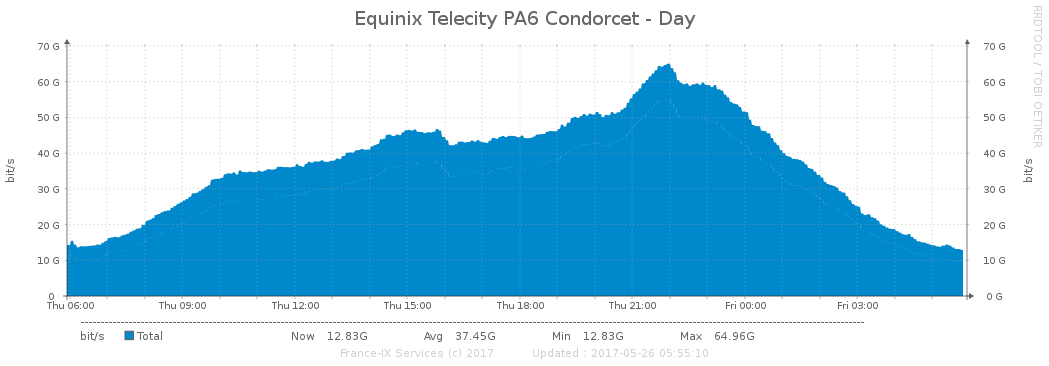 Equinix Telecity PA6 Condorcet - Day
RRDTOOL / TOBI OETIKER
70 G 70 G
60 G 60 G
50 G 50 G
40 G 40 G
30 G 30 G
20 G 20 G
10 G 10 G
0 0 G
bit/s bit/s
Thu 06:00 Thu 09:00 Thu 12:00 Thu 15:00 Thu 18:00 Thu 21:00 Fri 00:00 Fri 03:00
bit/s Total Now 12.83G Avg 37.45G Min 12.83G Max 64.96G
France-IX Services (c) 2017 Updated : 2017-05-26 05:55:10